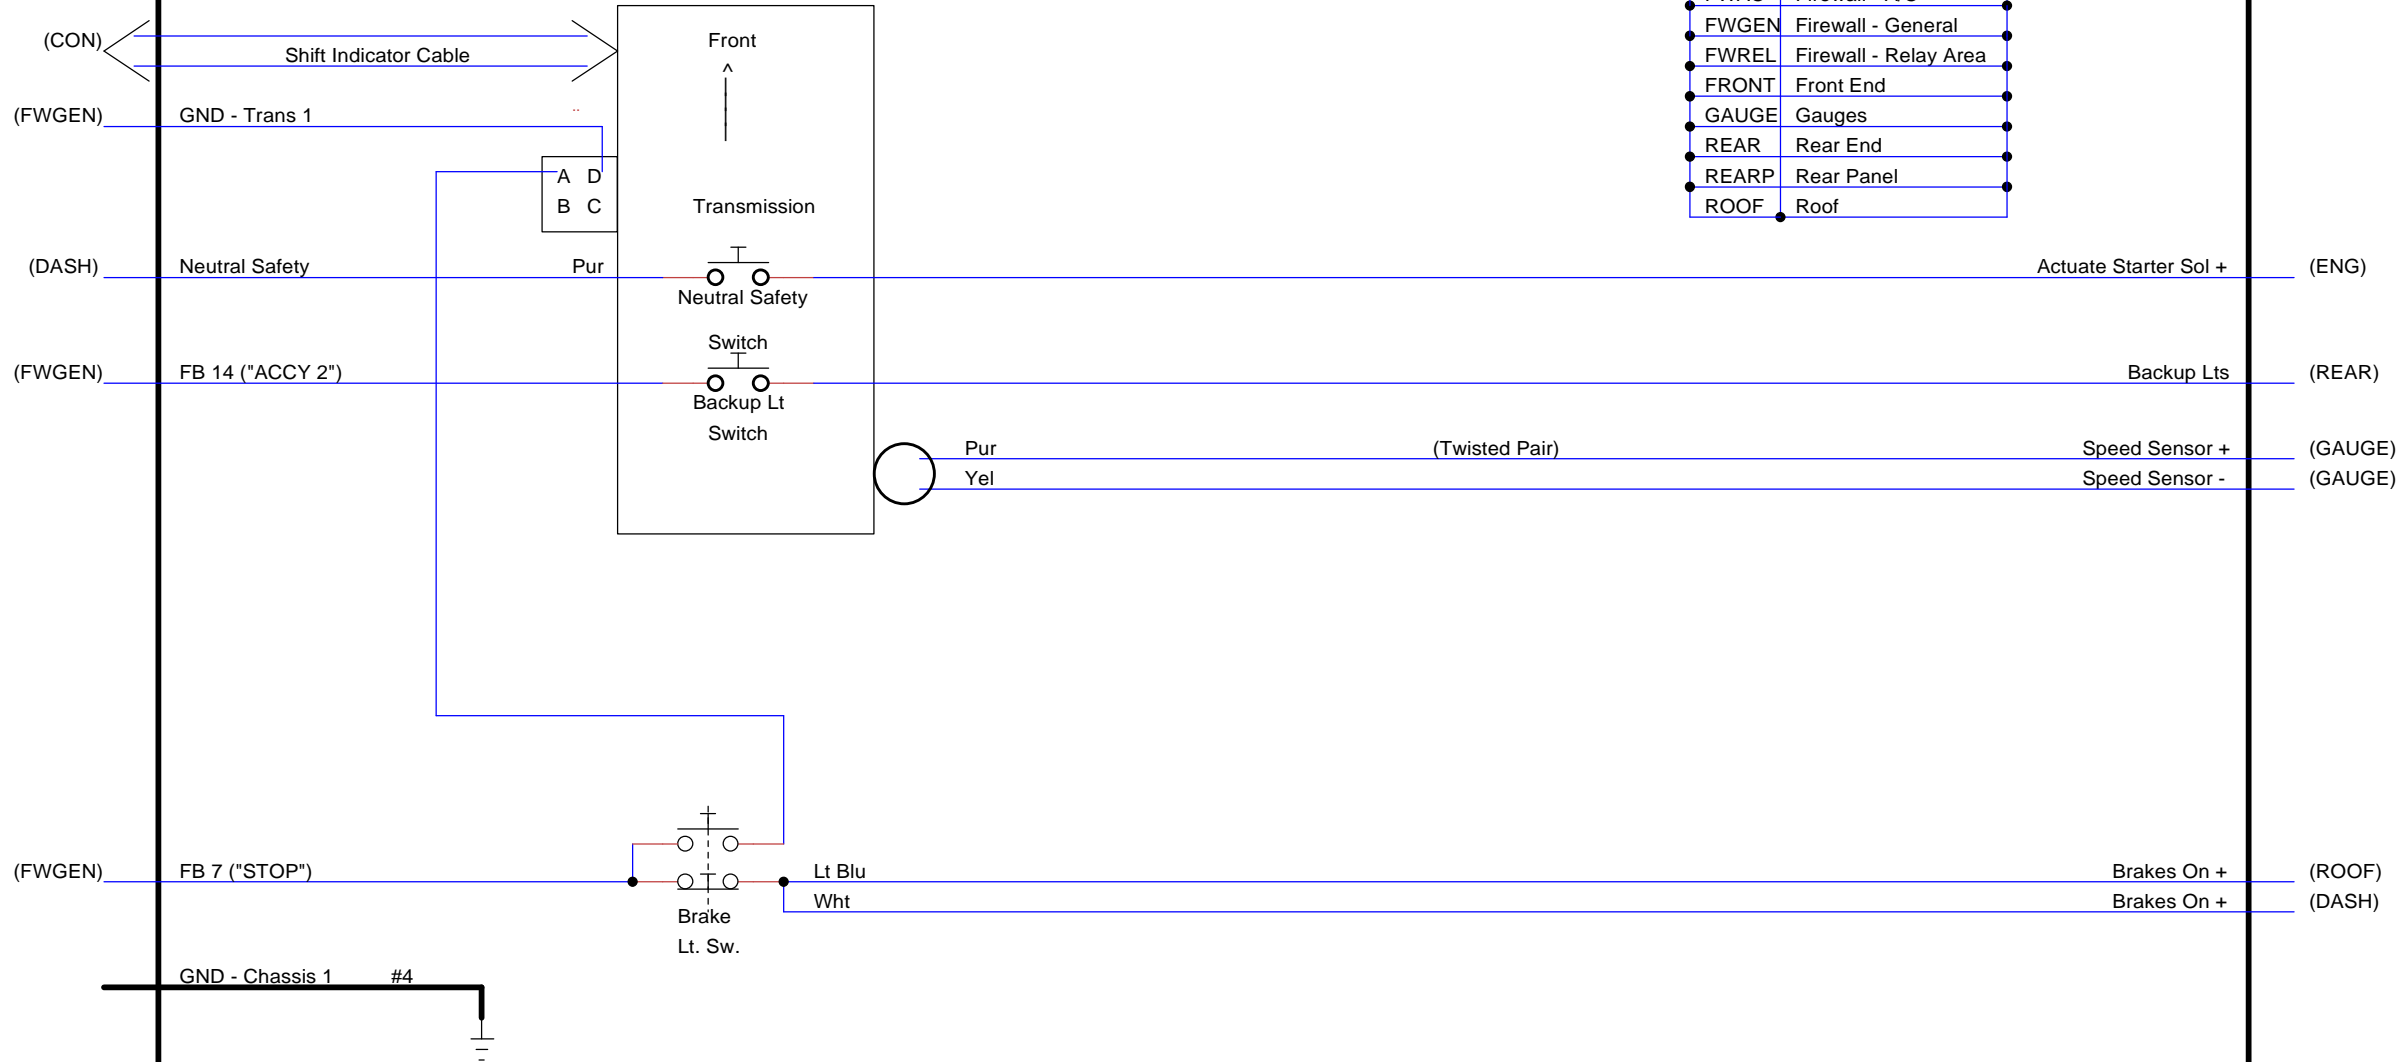 (CON)
Shift Indicator Cable
Front
^
FWGEN Firewall - General
FWREL Firewall - Relay Area
FRONT Front End
(FWGEN) GND - Trans 1
GAUGE Gauges
REAR Rear End
A D
REARP Rear Panel
B C
Transmission
ROOF Roof
(DASH) Neutral Safety Pur
Actuate Starter Sol + (ENG)
Neutral Safety
Switch
(FWGEN) FB 14 ("ACCY 2")
Backup Lts (REAR)
Backup Lt
Switch
Pur (Twisted Pair) Speed Sensor + (GAUGE)
Yel Speed Sensor - (GAUGE)
(FWGEN) FB 7 ("STOP")
Lt Blu Brakes On + (ROOF)
Wht Brakes On + (DASH)
Brake
Lt. Sw.
GND - Chassis 1 #4